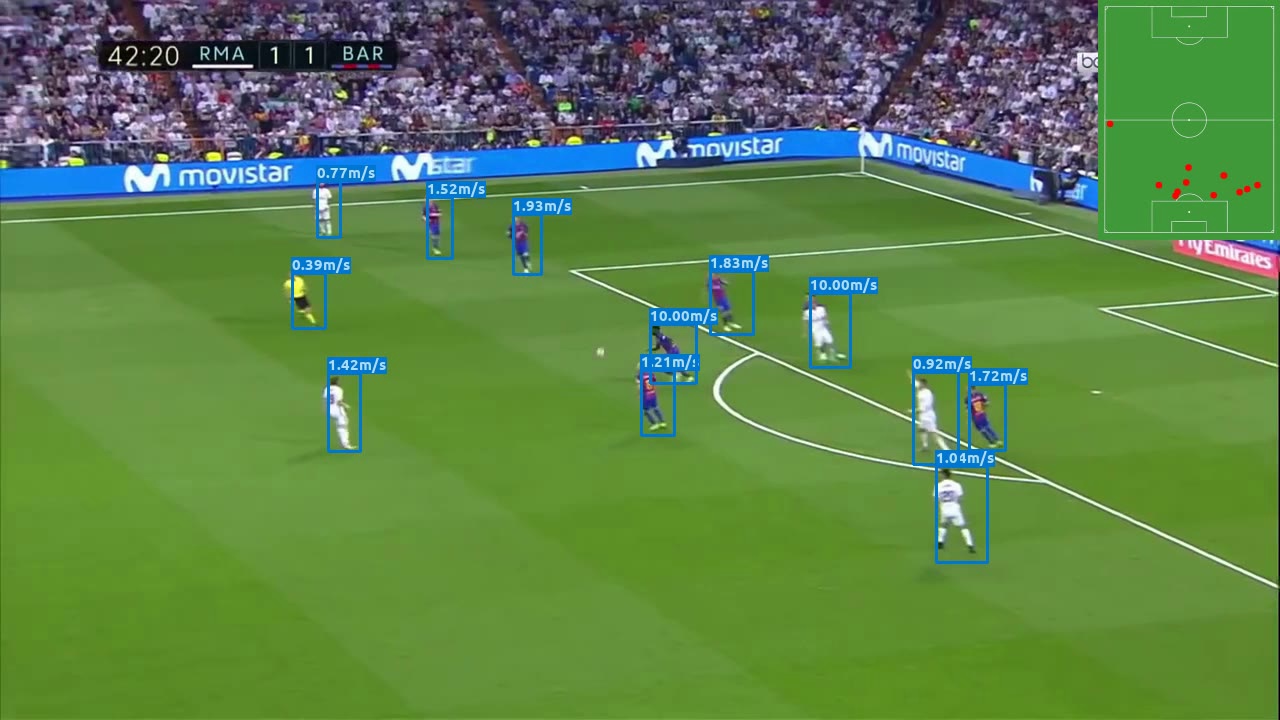 42:20 RMA 1 1 BAR
movistar
star
movistar
movistar
Fly Emirates
0.77m/s
1.52m/s
1.93m/s
0.39m/s
1.83m/s
10.00m/s
10.00m/s
1.21m/s
1.42m/s
0.92m/s
1.72m/s
1.04m/s